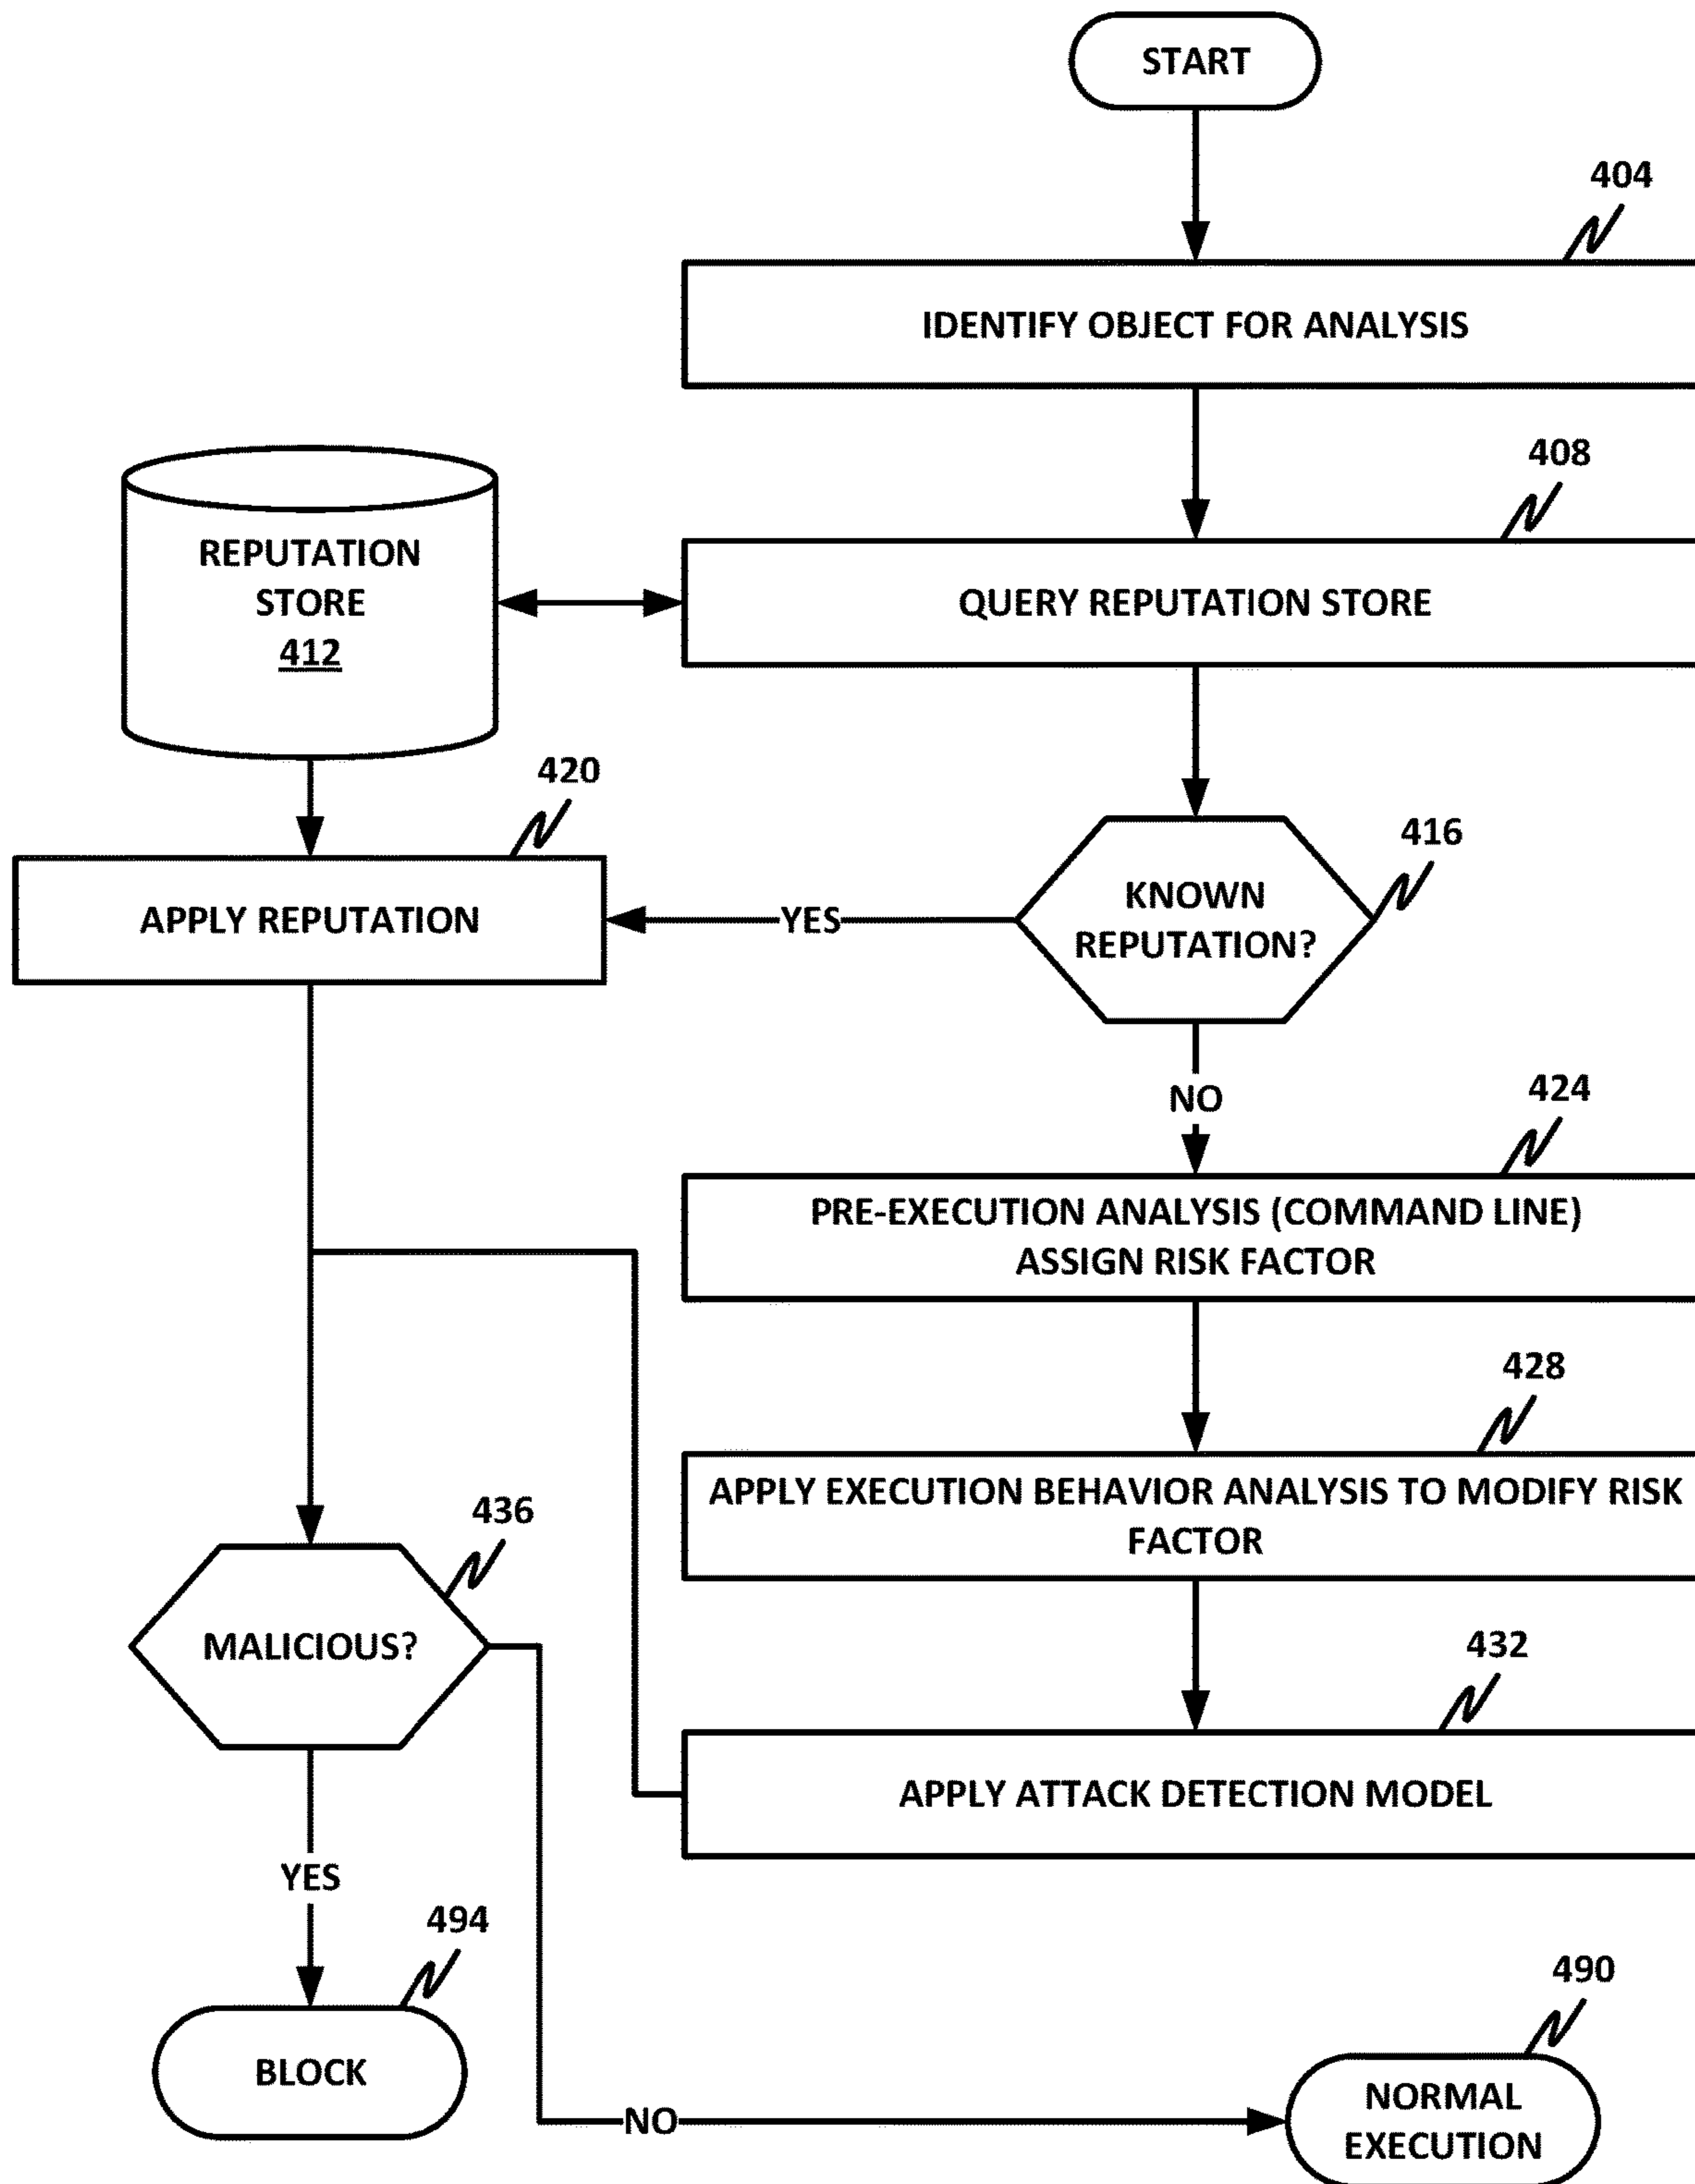 START
404
IDENTIFY OBJECT FOR ANALYSIS
408
REPUTATION
STORE
412
QUERY REPUTATION STORE
420
416
APPLY REPUTATION
YES
KNOWN
REPUTATION?
NO
424
PRE-EXECUTION ANALYSIS (COMMAND LINE)
ASSIGN RISK FACTOR
428
APPLY EXECUTION BEHAVIOR ANALYSIS TO MODIFY RISK
FACTOR
436
MALICIOUS?
432
APPLY ATTACK DETECTION MODEL
YES
494
BLOCK
490
NO
NORMAL
EXECUTION